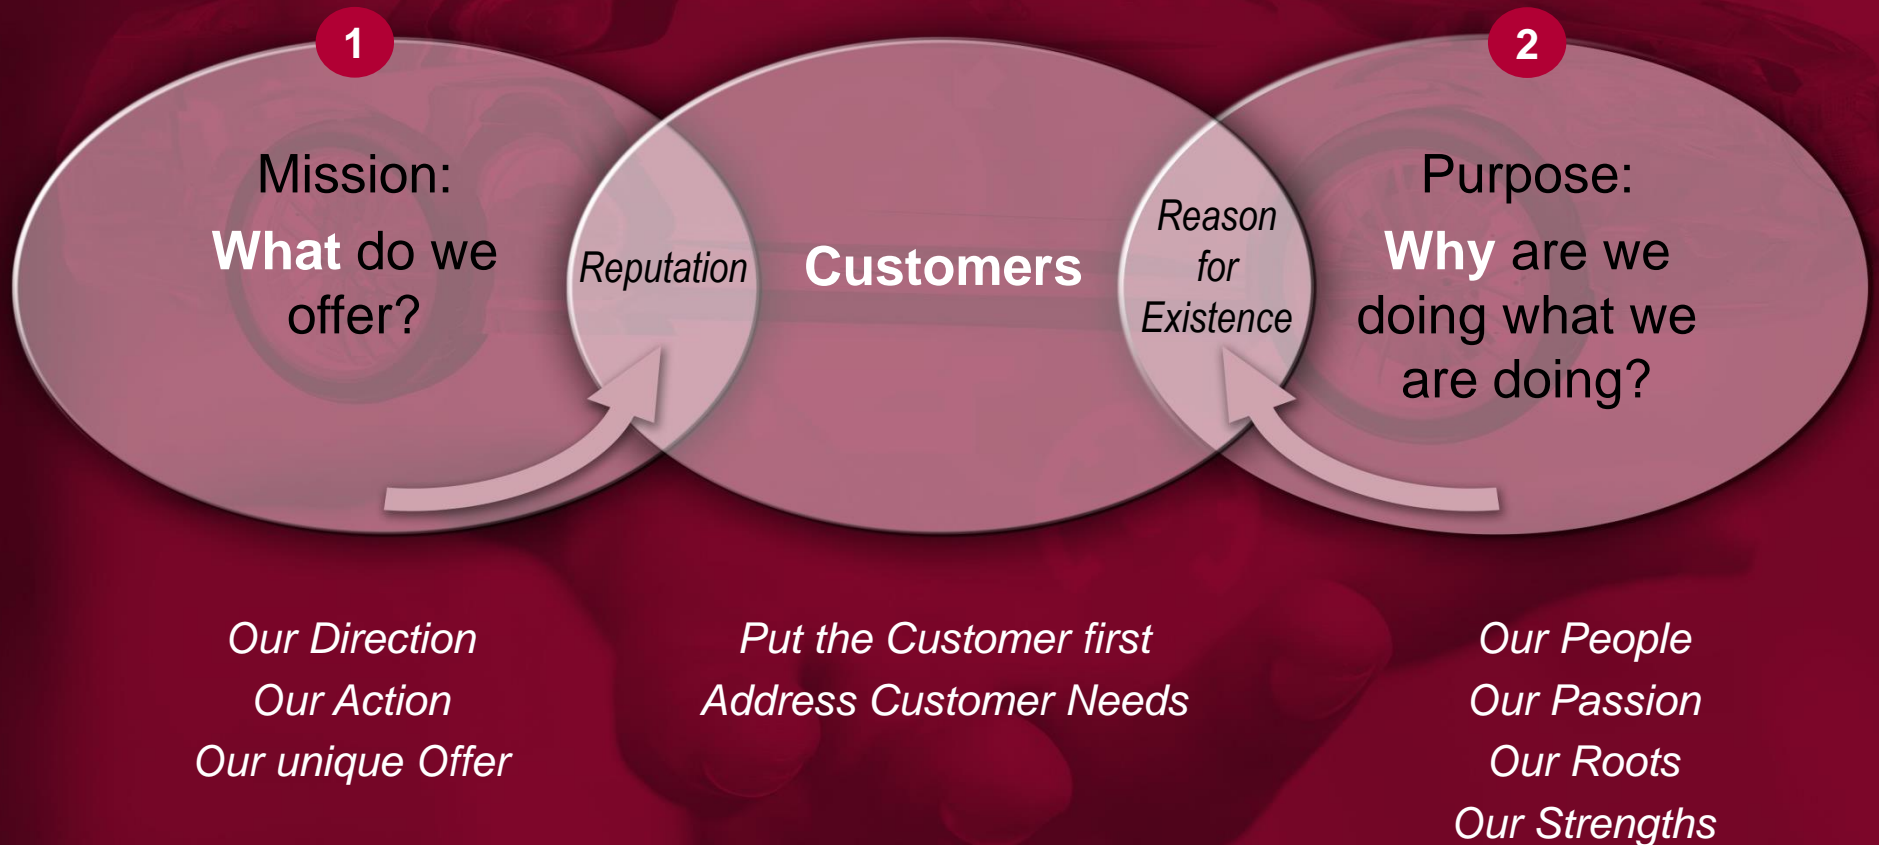 1
Mission:
What do we
offer?
Reputation
Customers
Reason
for
Existence
2
Purpose:
Why are we
doing what we
are doing?
Our Direction
Our Action
Our unique Offer
Put the Customer first
Address Customer Needs
Our People
Our Passion
Our Roots
Our Strengths